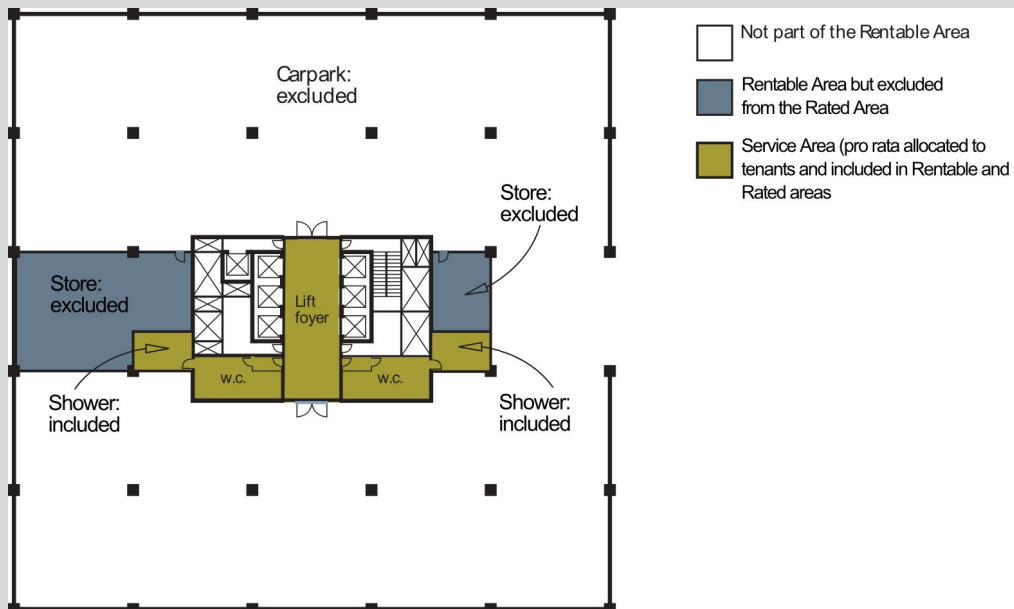 Not part of the Rentable Area
Carpark:
excluded
Rentable Area but excluded
from the Rated Area
Service Area (pro rata allocated to
tenants and included in Rentable and
Rated areas
Store:
excluded
Store:
excluded
Lift
foyer
w.c.
w.c.
Shower:
included
Shower:
included